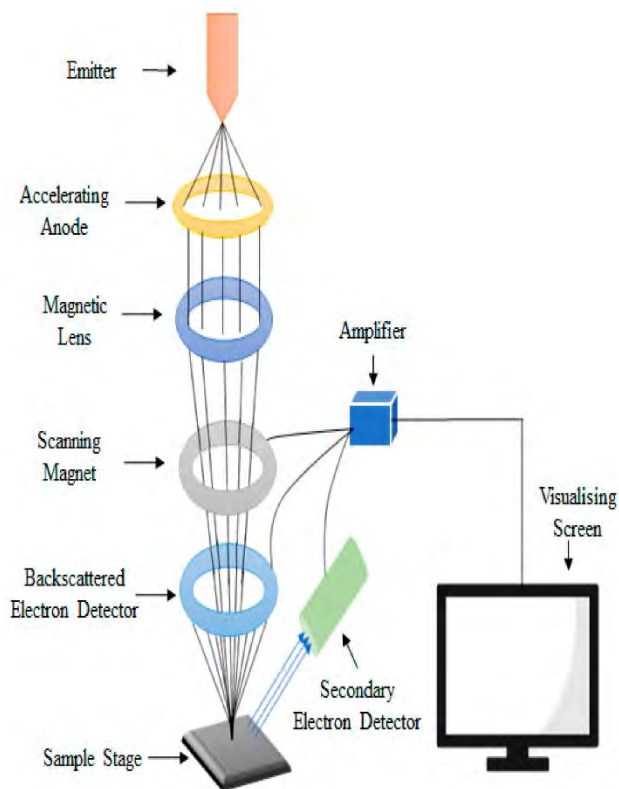 Emitter
Accelerating
Anode
Magnetic
Lens
Amplifier
Scanning
Magnet
Visualising
Screen
Backscattered
Electron Detector
Secondary
Electron Detector
Sample Stage